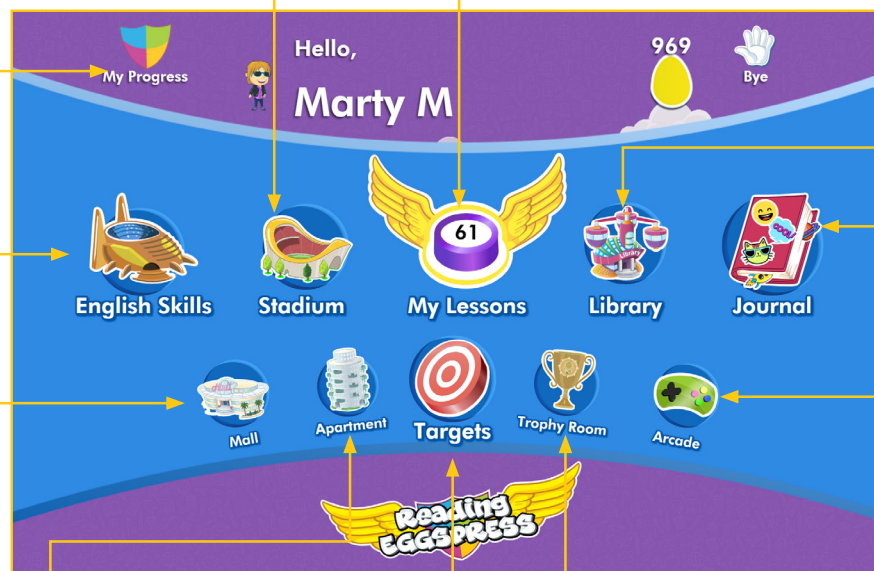 Hello,
969
My Progress
Bye
Marty M
61
Library
English Skills
Stadium
My Lessons
Library
Journal
Mall
Mall
Apartment
Targets
Trophy Room
Arcade
Reading
EGGSPRESS